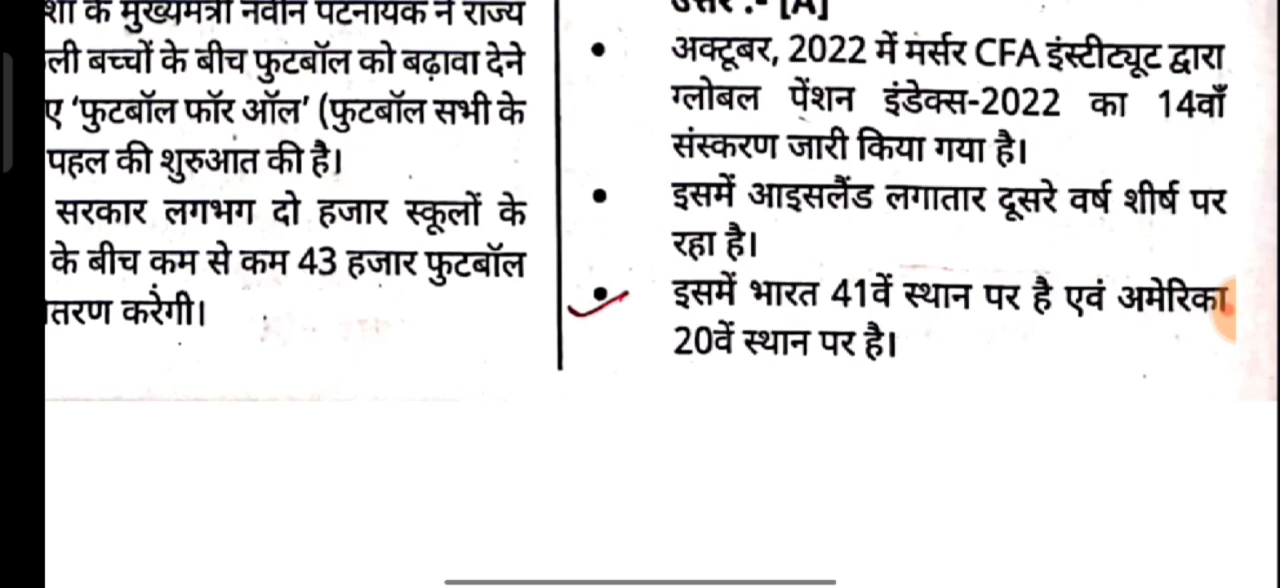 के मुख्यमंत्री नवीन पटनायक ने राज्य
ली बच्चों के बीच फुटबॉल को बढ़ावा देने
ए 'फुटबॉल फॉर ऑल' (फुटबॉल सभी के
पहल की शुरुआत की है।
सरकार लगभग दो हजार स्कूलों के
के बीच कम से कम 43 हजार फुटबॉल
तरण करेगी।
उत्तर :- [A]
• अक्टूबर, 2022 में मर्सर CFA इंस्टीट्यूट द्वारा
ग्लोबल पेंशन इंडेक्स-2022 का 14वाँ
संस्करण जारी किया गया है।
• इसमें आइसलैंड लगातार दूसरे वर्ष शीर्ष पर
रहा है।
• इसमें भारत 41वें स्थान पर है एवं अमेरिका
20वें स्थान पर है।